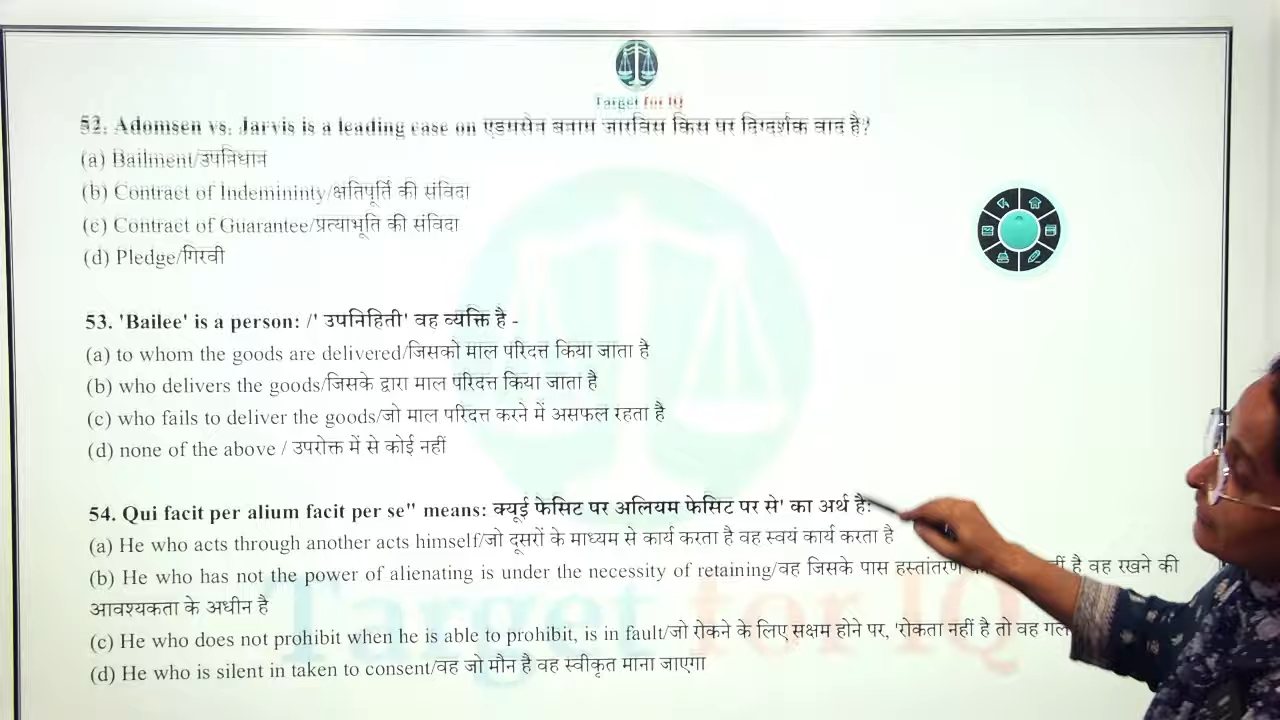 Target for IQ
52. Adomsen vs. Jarvis is a leading case on एडमसेन बनाम जारविस किस पर दिग्दर्शक वाद है?
(a) Bailment/उपनिधान
(b) Contract of Indemininty/क्षतिपूर्ति की संविदा
(c) Contract of Guarantee/प्रत्याभूति की संविदा
(d) Pledge/गिरवी
53. 'Bailee' is a person: /' उपनिहिती' वह व्यक्ति है -
(a) to whom the goods are delivered/जिसको माल परिदत्त किया जाता है
(b) who delivers the goods/जिसके द्वारा माल परिदत्त किया जाता है
(c) who fails to deliver the goods/जो माल परिदत्त करने में असफल रहता है
(d) none of the above / उपरोक्त में से कोई नहीं
54. Qui facit per alium facit per se" means: क्यूई फेसिट पर अलियम फेसिट पर से' का अर्थ है:
(a) He who acts through another acts himself/जो दूसरों के माध्यम से कार्य करता है वह स्वयं कार्य करता है
(b) He who has not the power of alienating is under the necessity of retaining/वह जिसके पास हस्तांतरण है वह रखने की
आवश्यकता के अधीन है
(c) He who does not prohibit when he is able to prohibit, is in fault/जो रोकने के लिए सक्षम होने पर, 'रोकता नहीं है तो वह
(d) He who is silent in taken to consent/वह जो मौन है वह स्वीकृत माना जाएगा
Target for IQ